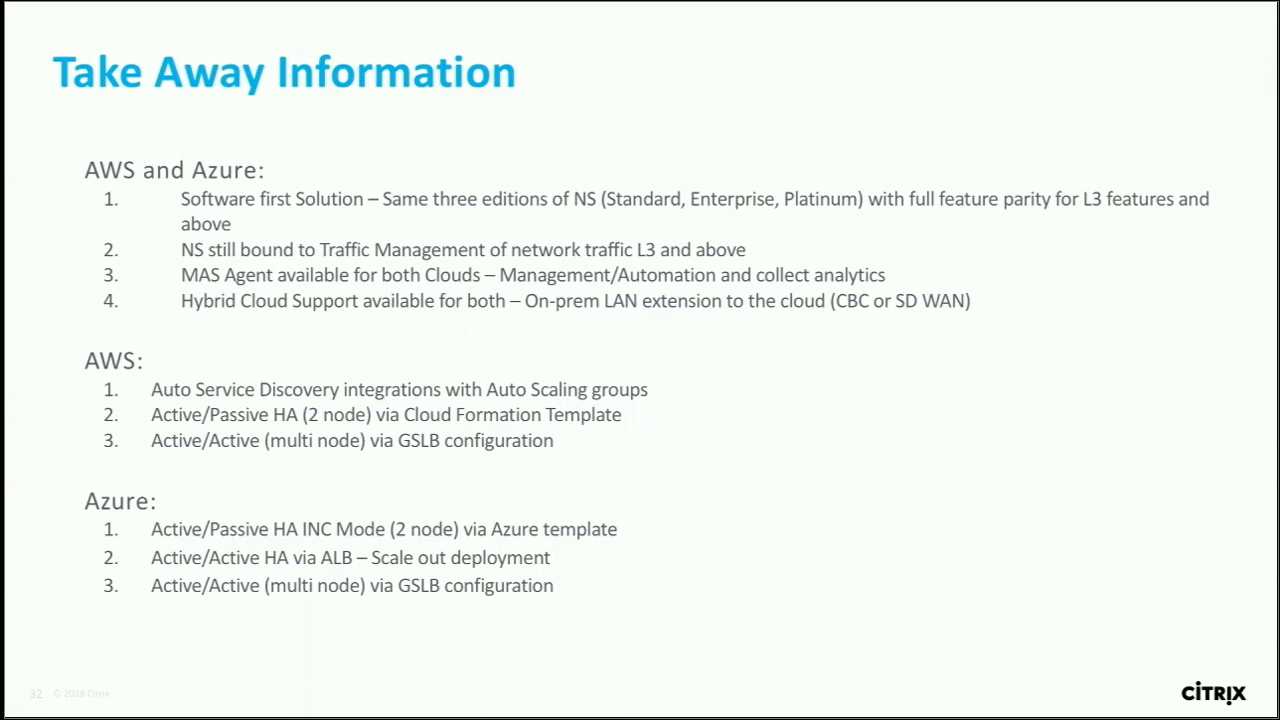 Take Away Information
AWS and Azure:
1. Software first Solution – Same three editions of NS (Standard, Enterprise, Platinum) with full feature parity for L3 features and
above
2. NS still bound to Traffic Management of network traffic L3 and above
3. MAS Agent available for both Clouds – Management/Automation and collect analytics
4. Hybrid Cloud Support available for both – On-prem LAN extension to the cloud (CBC or SD WAN)
AWS:
1. Auto Service Discovery integrations with Auto Scaling groups
2. Active/Passive HA (2 node) via Cloud Formation Template
3. Active/Active (multi node) via GSLB configuration
Azure:
1. Active/Passive HA INC Mode (2 node) via Azure template
2. Active/Active HA via ALB – Scale out deployment
3. Active/Active (multi node) via GSLB configuration
32 © 2018 Citrix
CITRIX